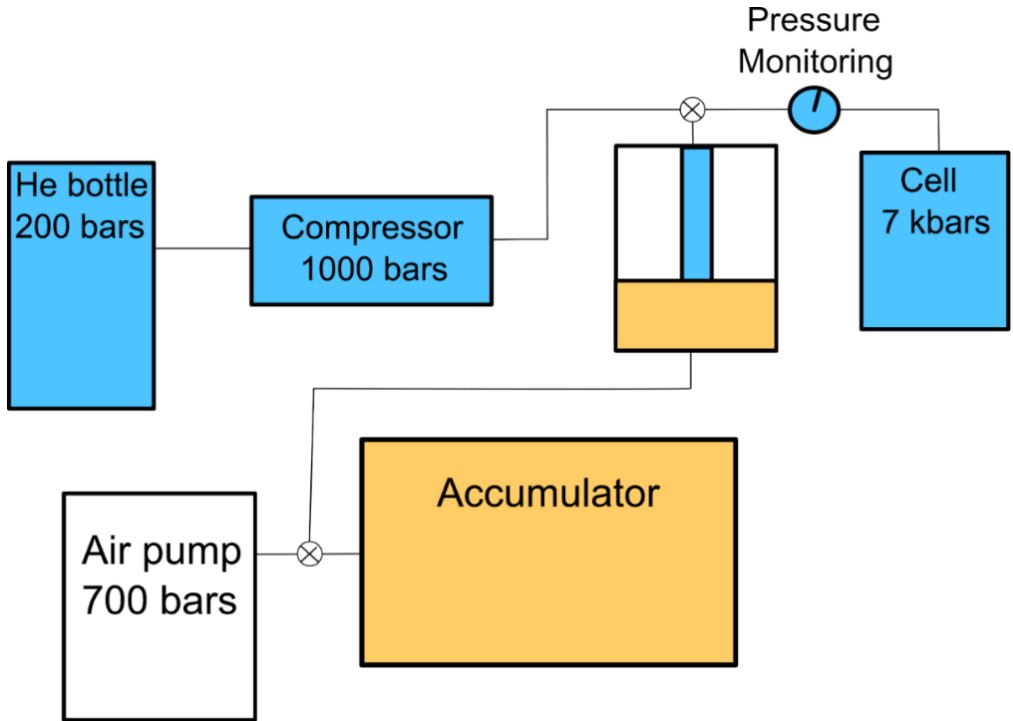 Pressure
Monitoring
He bottle
200 bars
Compressor
1000 bars
Cell
7 kbars
Accumulator
Air pump
700 bars